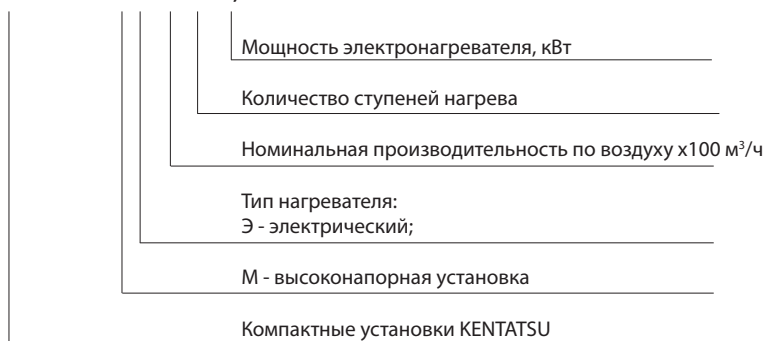 Мощность электронагревателя, кВт
Количество ступеней нагрева
Номинальная производительность по воздуху х100 м³/ч
Тип нагревателя:
Э - электрический;
М - высоконапорная установка
Компактные установки KENTATSU